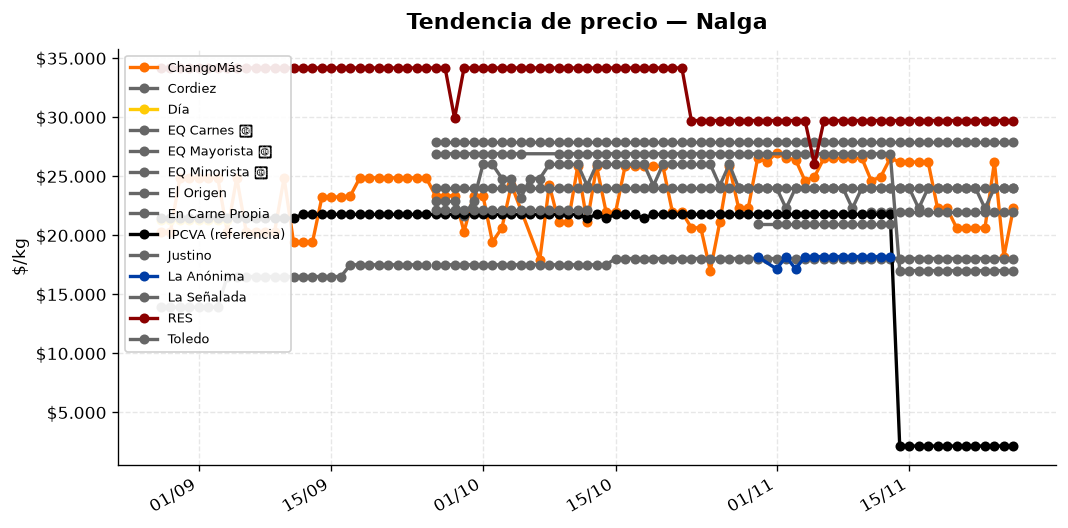 Tendencia de precio — Nalga
$35.000
$30.000
$25.000
$20.000
$15.000
$10.000
$5.000
$/kg
ChangoMás
Cordiez
Día
EQ Carnes
EQ Mayorista
EQ Minorista
El Origen
En Carne Propia
IPCVA (referencia)
Justino
La Anónima
La Señalada
RES
Toledo
01/09
15/09
01/10
15/10
01/11
15/11